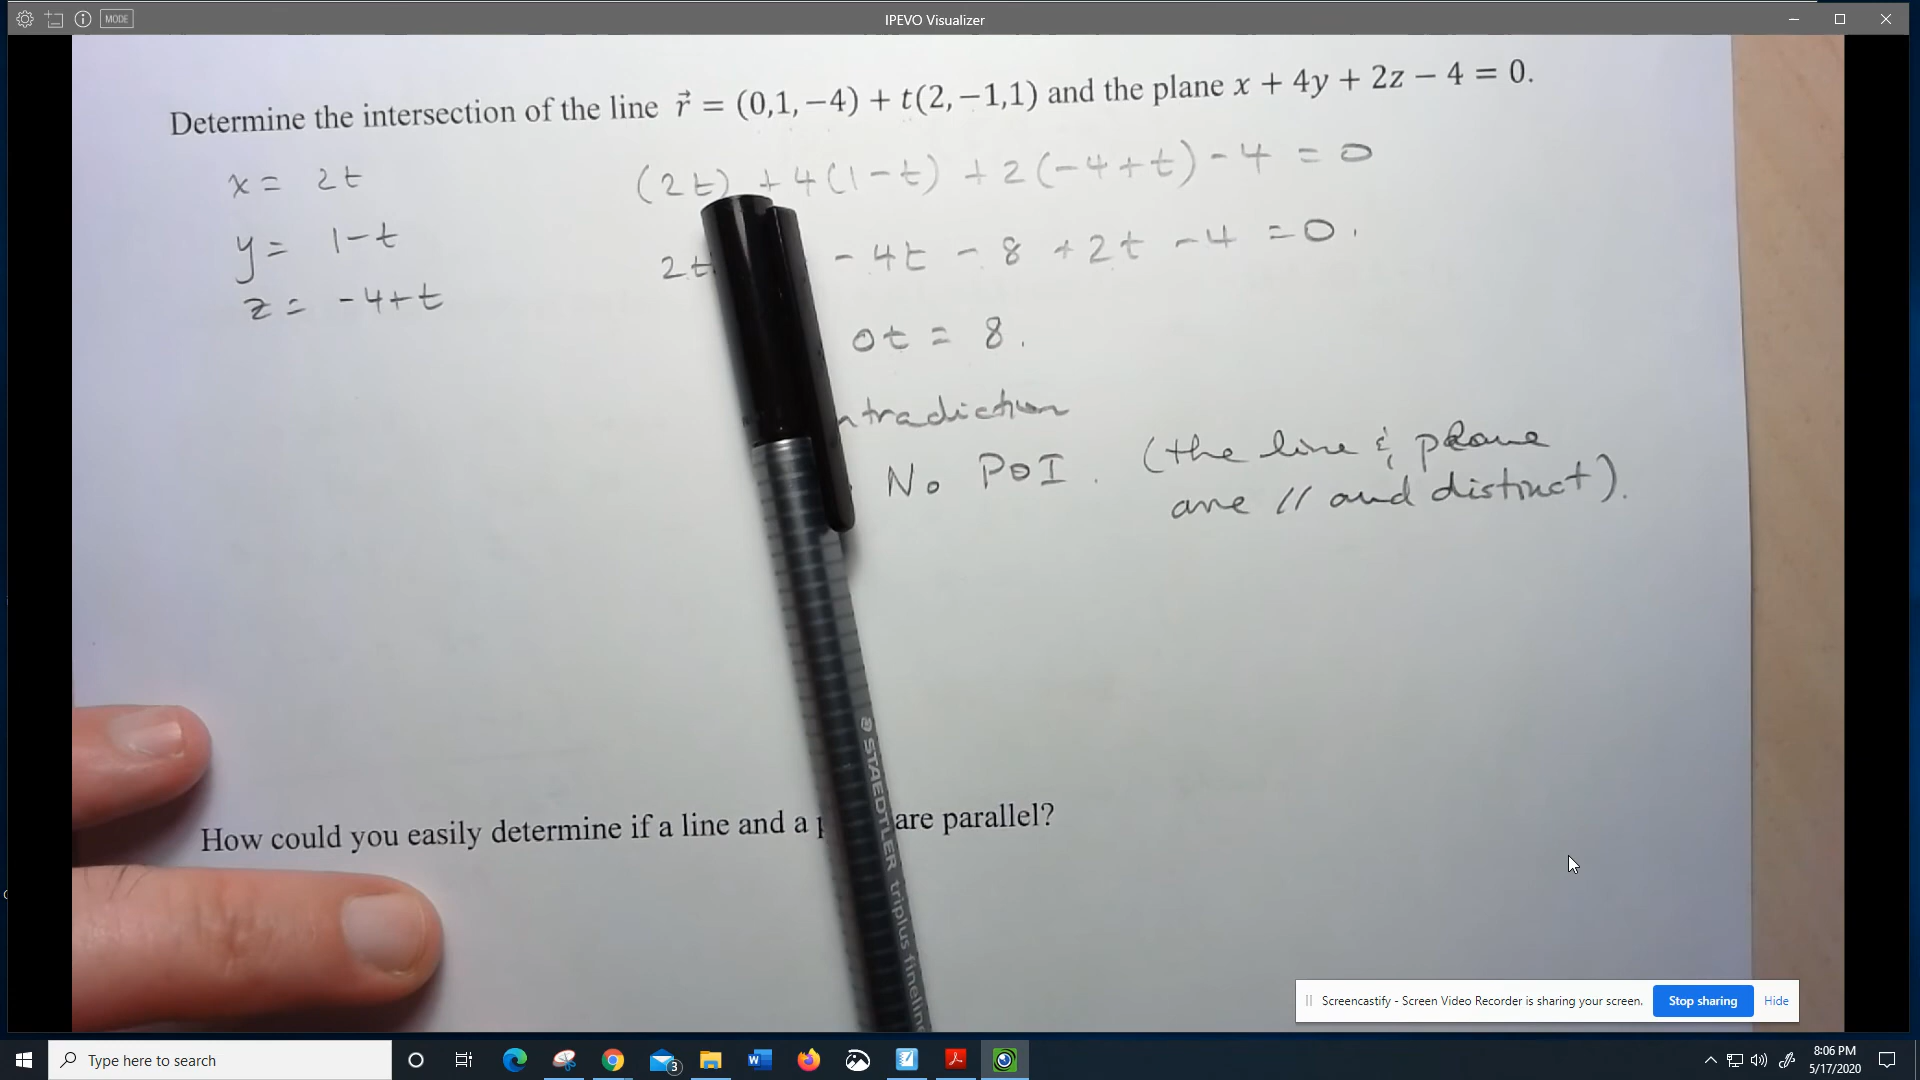 MODE
IPEVO Visualizer
Determine the intersection of the line r⃗ = (0,1,−4) + t(2,−1,1) and the plane x + 4y + 2z − 4 = 0.
x = 2t
(2t) + 4(1-t) + 2(-4+t) - 4 = 0
y = 1-t
2t - 4t - 8 + 2t - 4 = 0.
z = -4+t
0t = 8.
ntradiction
No POI. (the line & plane
are // and distinct).
How could you easily determine if a line and a p are parallel?
STAEDTLER triplus fineline
Screencastify - Screen Video Recorder is sharing your screen.
Stop sharing
Hide
Type here to search
3
8:06 PM
5/17/2020